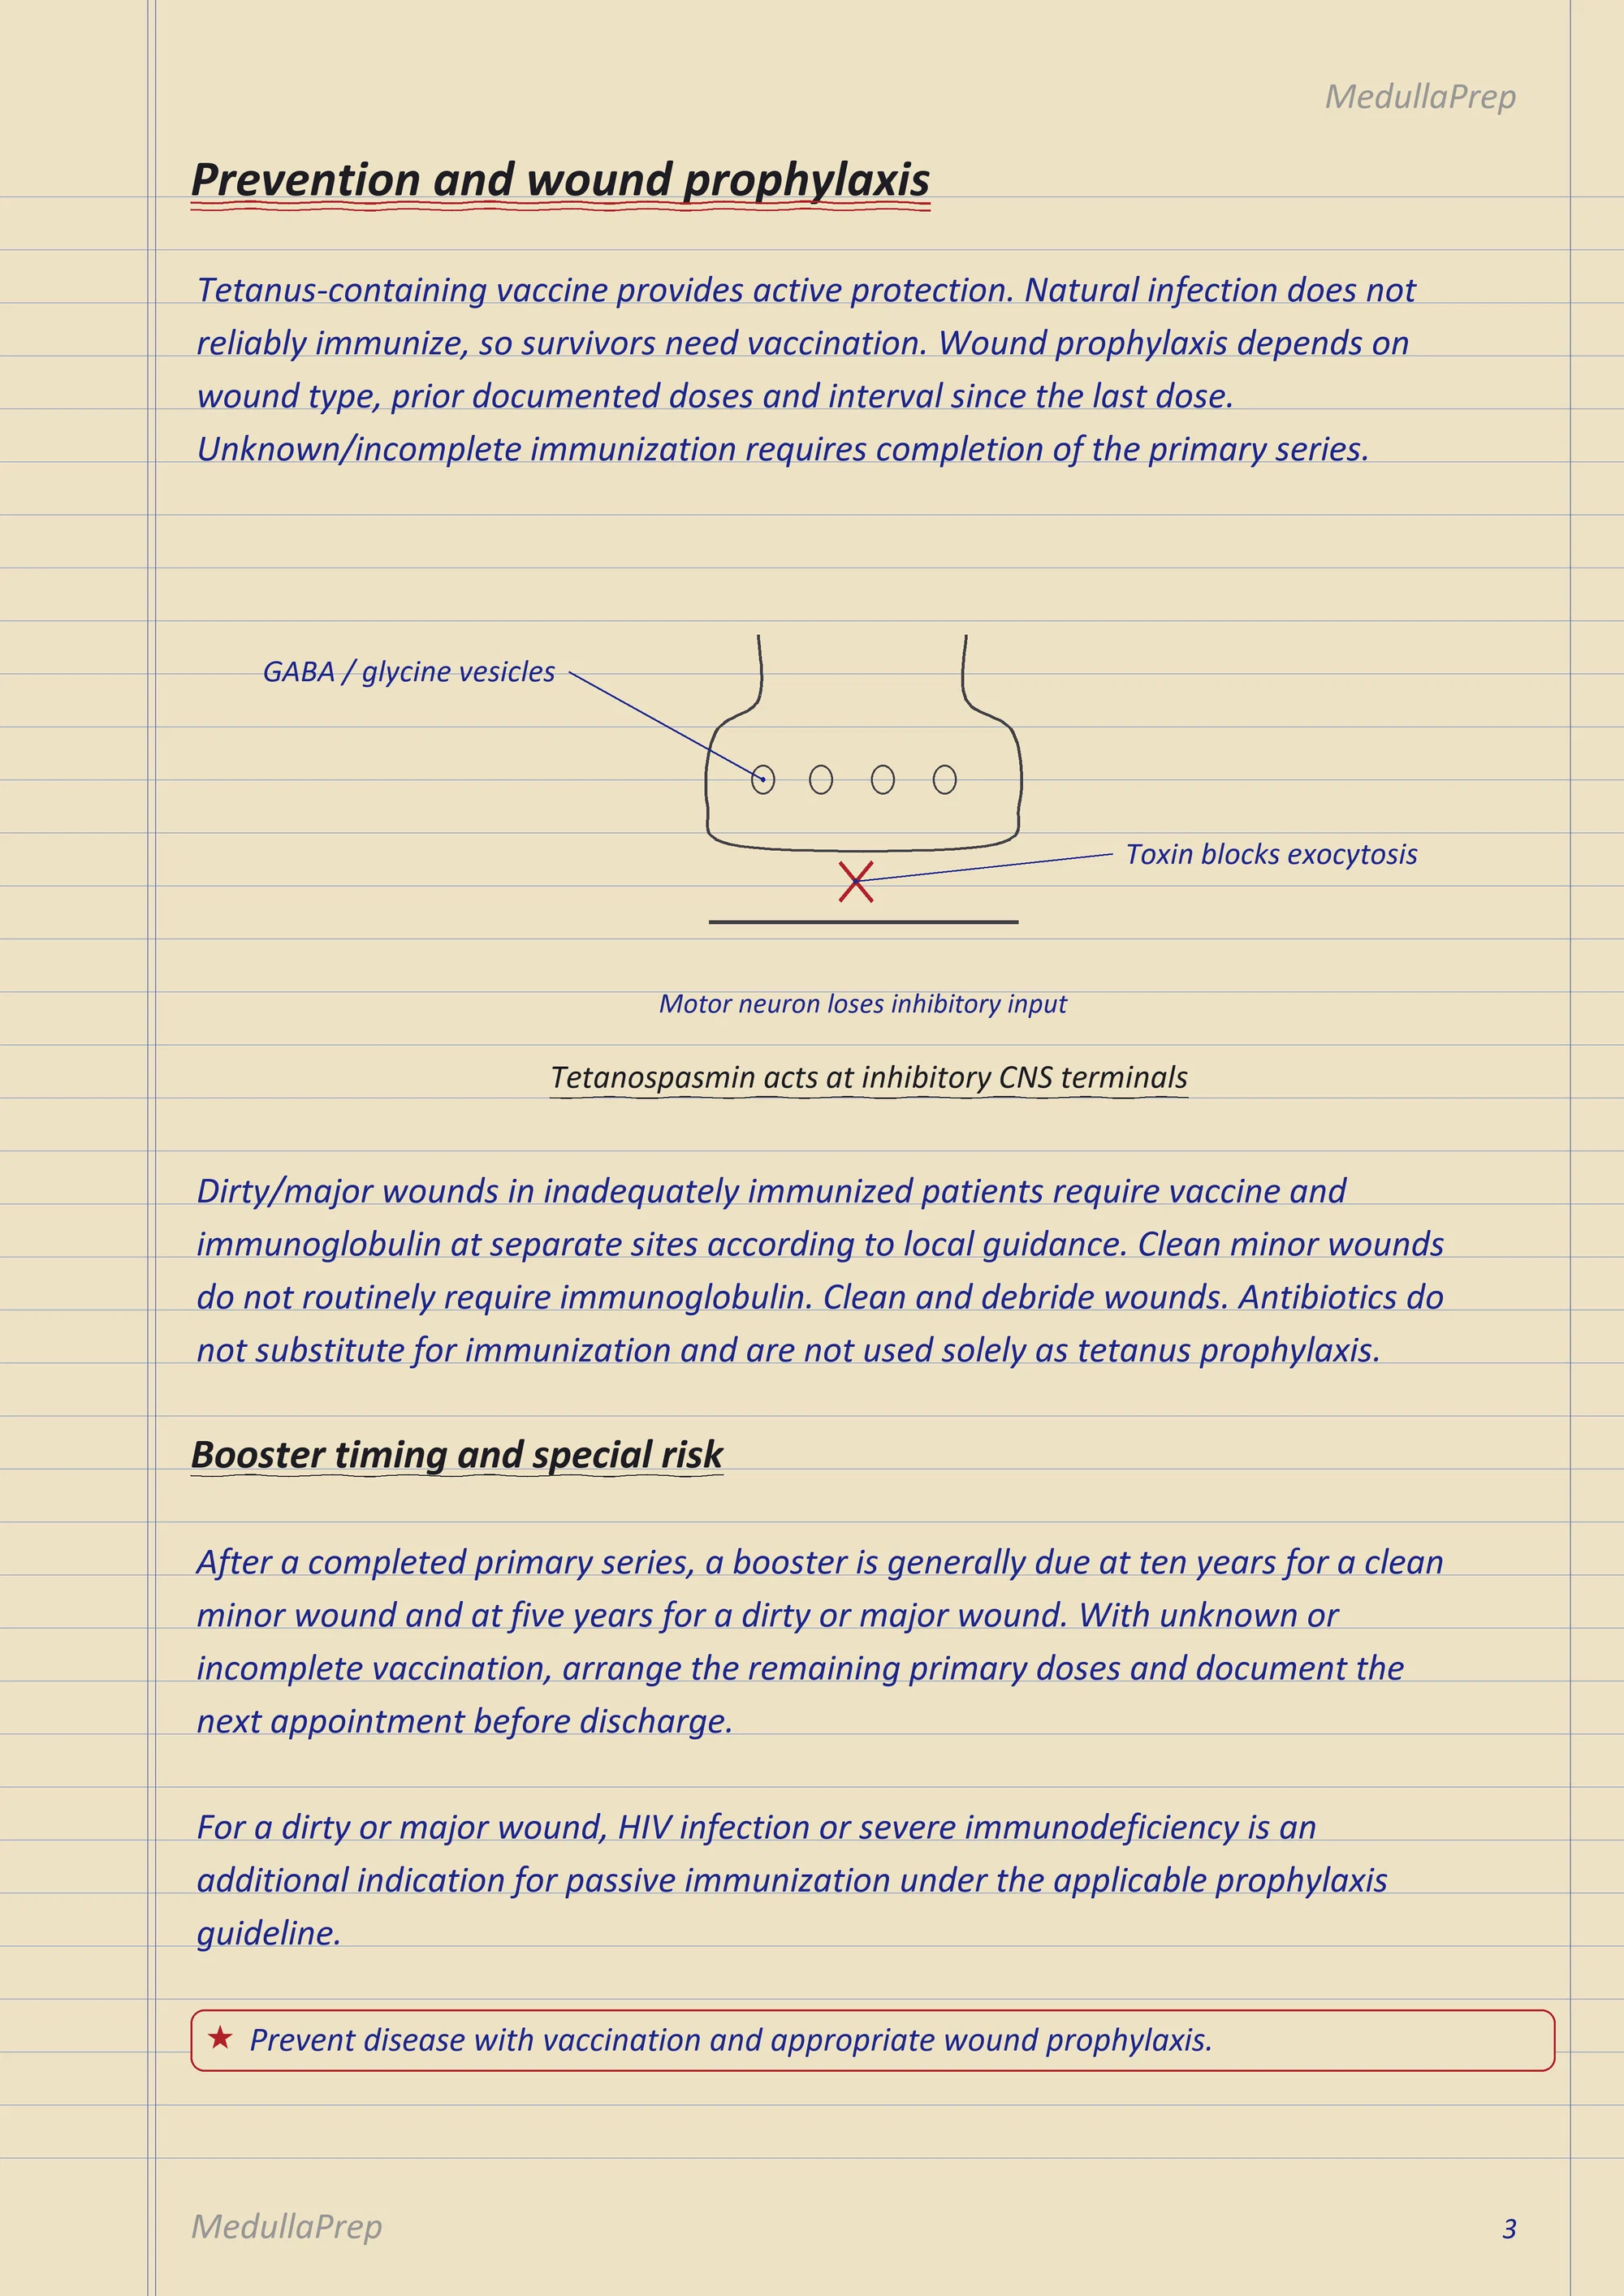 MedullaPrep
Prevention and wound prophylaxis
Tetanus-containing vaccine provides active protection. Natural infection does not
reliably immunize, so survivors need vaccination. Wound prophylaxis depends on
wound type, prior documented doses and interval since the last dose.
Unknown/incomplete immunization requires completion of the primary series.
GABA / glycine vesicles
Toxin blocks exocytosis
Motor neuron loses inhibitory input
Tetanospasmin acts at inhibitory CNS terminals
Dirty/major wounds in inadequately immunized patients require vaccine and
immunoglobulin at separate sites according to local guidance. Clean minor wounds
do not routinely require immunoglobulin. Clean and debride wounds. Antibiotics do
not substitute for immunization and are not used solely as tetanus prophylaxis.
Booster timing and special risk
After a completed primary series, a booster is generally due at ten years for a clean
minor wound and at five years for a dirty or major wound. With unknown or
incomplete vaccination, arrange the remaining primary doses and document the
next appointment before discharge.
For a dirty or major wound, HIV infection or severe immunodeficiency is an
additional indication for passive immunization under the applicable prophylaxis
guideline.
★ Prevent disease with vaccination and appropriate wound prophylaxis.
MedullaPrep
3